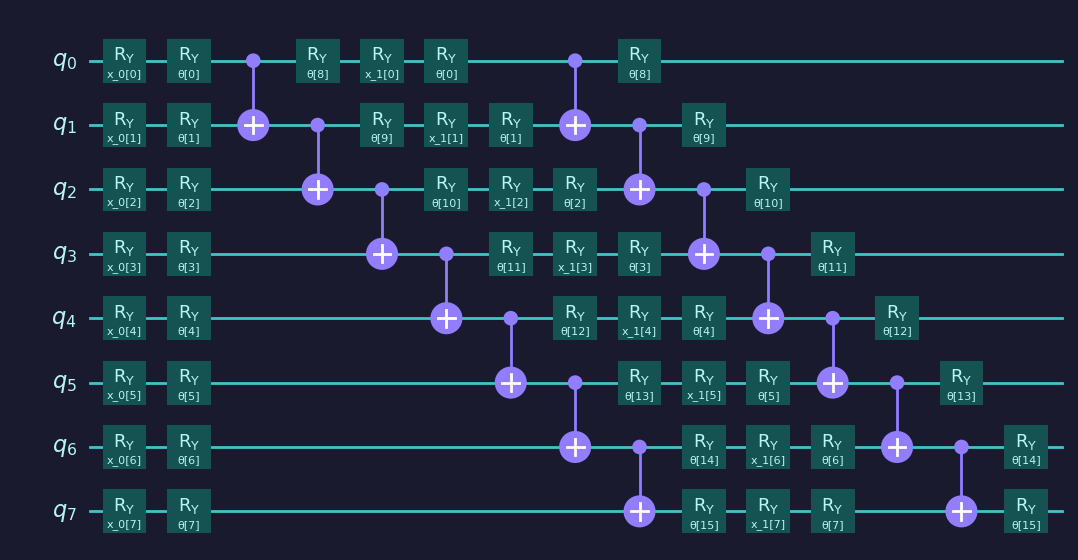 q0 RY x_0[0] RY θ[0] RY θ[8] RY x_1[0] RY θ[0] RY θ[8]
q1 RY x_0[1] RY θ[1] RY θ[9] RY x_1[1] RY θ[1] RY θ[9]
q2 RY x_0[2] RY θ[2] RY θ[10] RY x_1[2] RY θ[2] RY θ[10]
q3 RY x_0[3] RY θ[3] RY θ[11] RY x_1[3] RY θ[3] RY θ[11]
q4 RY x_0[4] RY θ[4] RY θ[12] RY x_1[4] RY θ[4] RY θ[12]
q5 RY x_0[5] RY θ[5] RY θ[13] RY x_1[5] RY θ[5] RY θ[13]
q6 RY x_0[6] RY θ[6] RY θ[14] RY x_1[6] RY θ[6] RY θ[14]
q7 RY x_0[7] RY θ[7] RY θ[15] RY x_1[7] RY θ[7] RY θ[15]